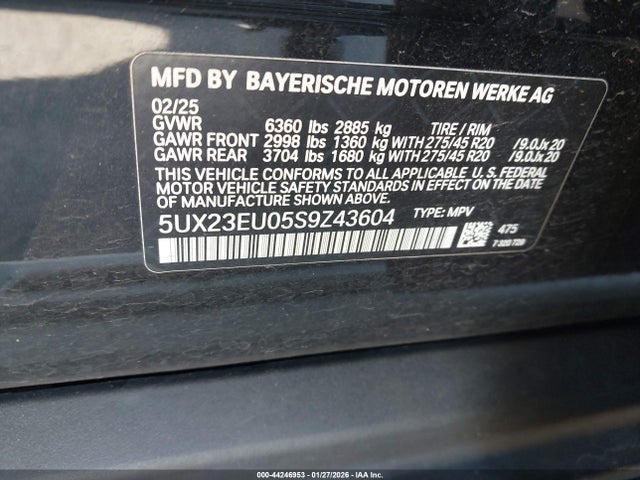 MFD BY BAYERISCHE MOTOREN WERKE AG
02/25
GVWR 6360 lbs 2885 kg TIRE / RIM
GAWR FRONT 2998 lbs 1360 kg WITH 275/45 R20 /9.0Jx20
GAWR REAR 3704 lbs 1680 kg WITH 275/45 R20 /9.0Jx20
THIS VEHICLE CONFORMS TO ALL APPLICABLE U. S. FEDERAL
MOTOR VEHICLE SAFETY STANDARDS IN EFFECT ON THE DATE
OF MANUFACTURE SHOWN ABOVE.
5UX23EU05S9Z43604 TYPE: MPV
475
7 320 728
000-44246953 | 01/27/2026 | IAA Inc.